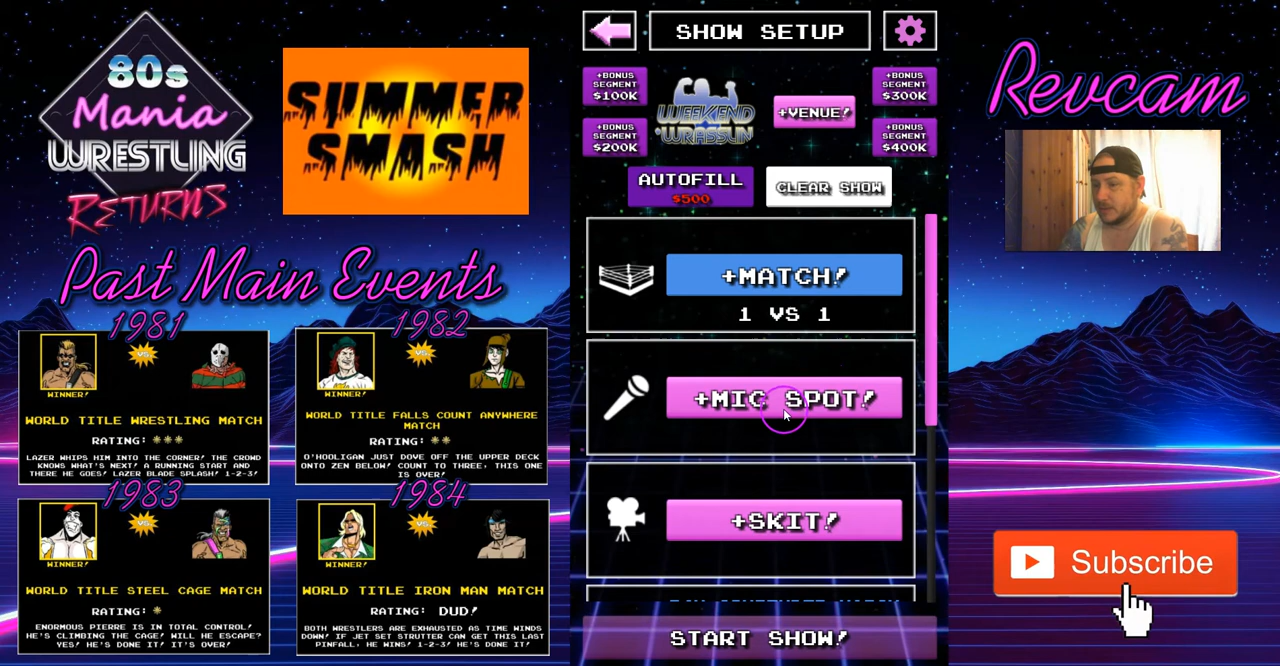 80s
Mania
WRESTLING
RETURNS
SUMMER
SMASH
Past Main Events
1981
VS
WINNER!
WORLD TITLE WRESTLING MATCH
RATING:
LAZER WHIPS HIM INTO THE CORNER! THE CROWD
KNOWS WHAT'S NEXT! A RUNNING START AND
THERE HE GOES! LAZER BLADE SPLASH! 1-2-3!
1982
VS
WINNER!
WORLD TITLE FALLS COUNT ANYWHERE
MATCH
RATING:
O'HOOLIGAN JUST DOVE OFF THE UPPER DECK
ONTO ZEN BELOW! COUNT TO THREE, THIS ONE
IS OVER!
1983
VS
WINNER!
WORLD TITLE STEEL CAGE MATCH
RATING:
ENORMOUS PIERRE IS IN TOTAL CONTROL!
HE'S CLIMBING THE CAGE! WILL HE ESCAPE?
YES! HE'S DONE IT! IT'S OVER!
1984
VS
WINNER!
WORLD TITLE IRON MAN MATCH
RATING: DUD!
BOTH WRESTLERS ARE EXHAUSTED AS TIME WINDS
DOWN! IF JET SET STRUTTER CAN GET THIS LAST
PINFALL, HE WINS! 1-2-3! HE'S DONE IT!
SHOW SETUP
+BONUS
SEGMENT
$100K
+BONUS
SEGMENT
$200K
WEEKEND
WRASSLIN
+VENUE!
+BONUS
SEGMENT
$300K
+BONUS
SEGMENT
$400K
AUTOFILL
$500
CLEAR SHOW
+MATCH!
1 VS 1
+MIC SPOT!
+SKIT!
START SHOW!
Revcam
Subscribe